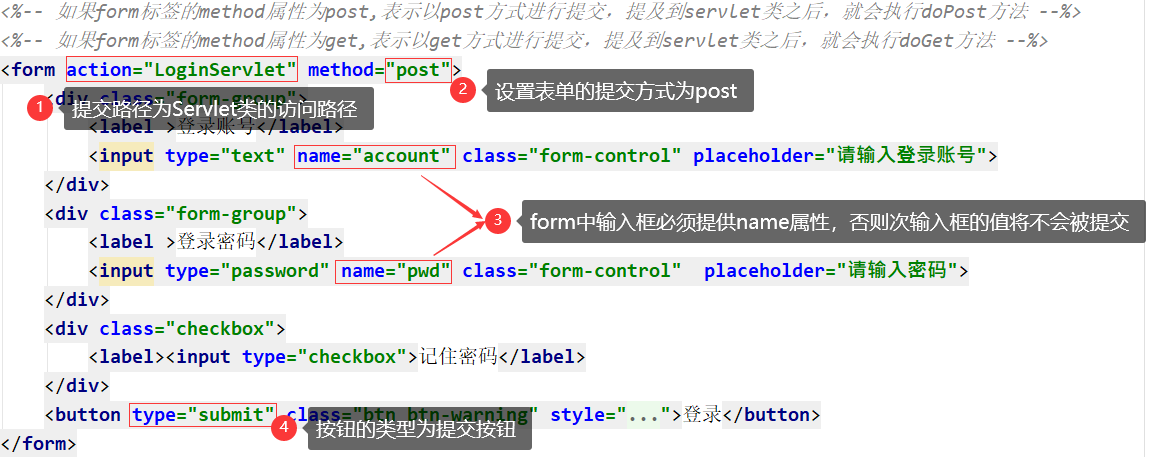 <%-- 如果form标签的method属性为post,表示以post方式进行提交，提及到servlet类之后，就会执行doPost方法 --%>
<%-- 如果form标签的method属性为get,表示以get方式进行提交，提及到servlet类之后，就会执行doGet方法 --%>
<form action="LoginServlet" method="post">
2 设置表单的提交方式为post
<div class="form-group">
1 提交路径为Servlet类的访问路径
<label >登录账号</label>
<input type="text" name="account" class="form-control" placeholder="请输入登录账号">
</div>
<div class="form-group">
3 form中输入框必须提供name属性，否则次输入框的值将不会被提交
<label >登录密码</label>
<input type="password" name="pwd" class="form-control" placeholder="请输入密码">
</div>
<div class="checkbox">
<label><input type="checkbox">记住密码</label>
</div>
<button type="submit" class="btn btn-warning" style="...">登录</button>
4 按钮的类型为提交按钮
</form>